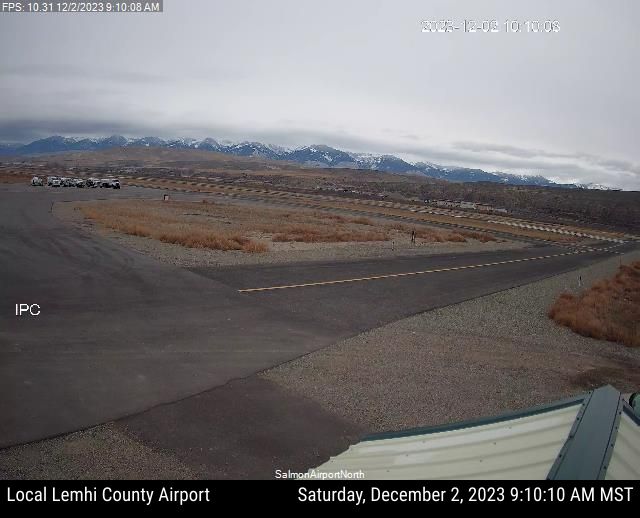 FPS: 10.31 12/2/2023 9:10:08 AM
2023-12-02 10:10:08
IPC
SalmonAirportNorth
Local Lemhi County Airport
Saturday, December 2, 2023 9:10:10 AM MST